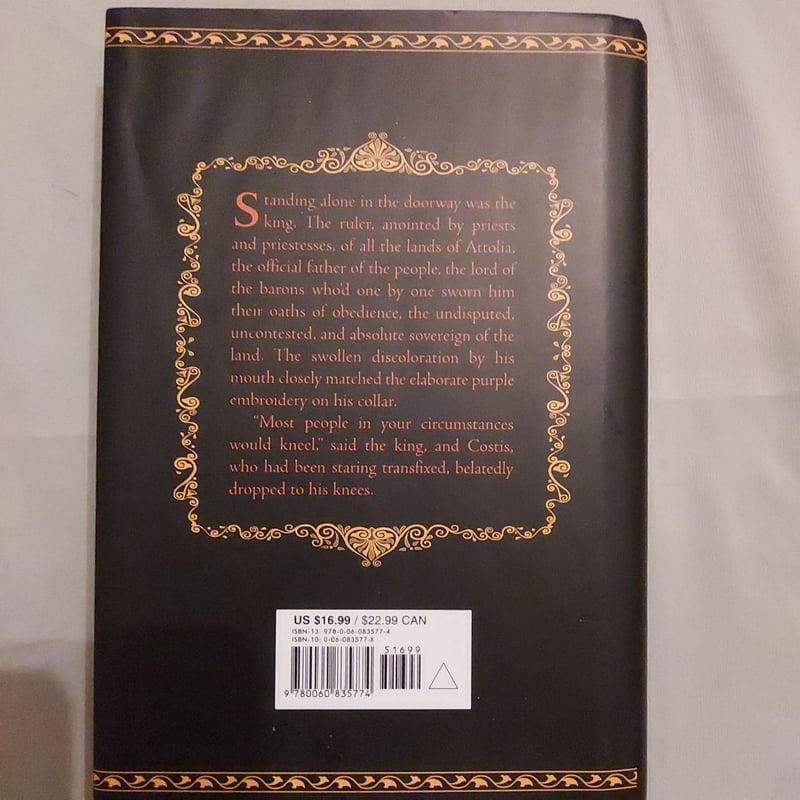 Standing alone in the doorway was the
king. The ruler, anointed by priests
and priestesses, of all the lands of Attolia,
the official father of the people, the lord of
the barons who'd one by one sworn him
their oaths of obedience, the undisputed,
uncontested, and absolute sovereign of the
land. The swollen discoloration by his
mouth closely matched the elaborate purple
embroidery on his collar.
"Most people in your circumstances
would kneel," said the king, and Costis,
who had been staring transfixed, belatedly
dropped to his knees.
US $16.99 / $22.99 CAN
ISBN-13: 978-0-06-083577-4
ISBN-10: 0-06-083577-X
51699
9 780060 835774